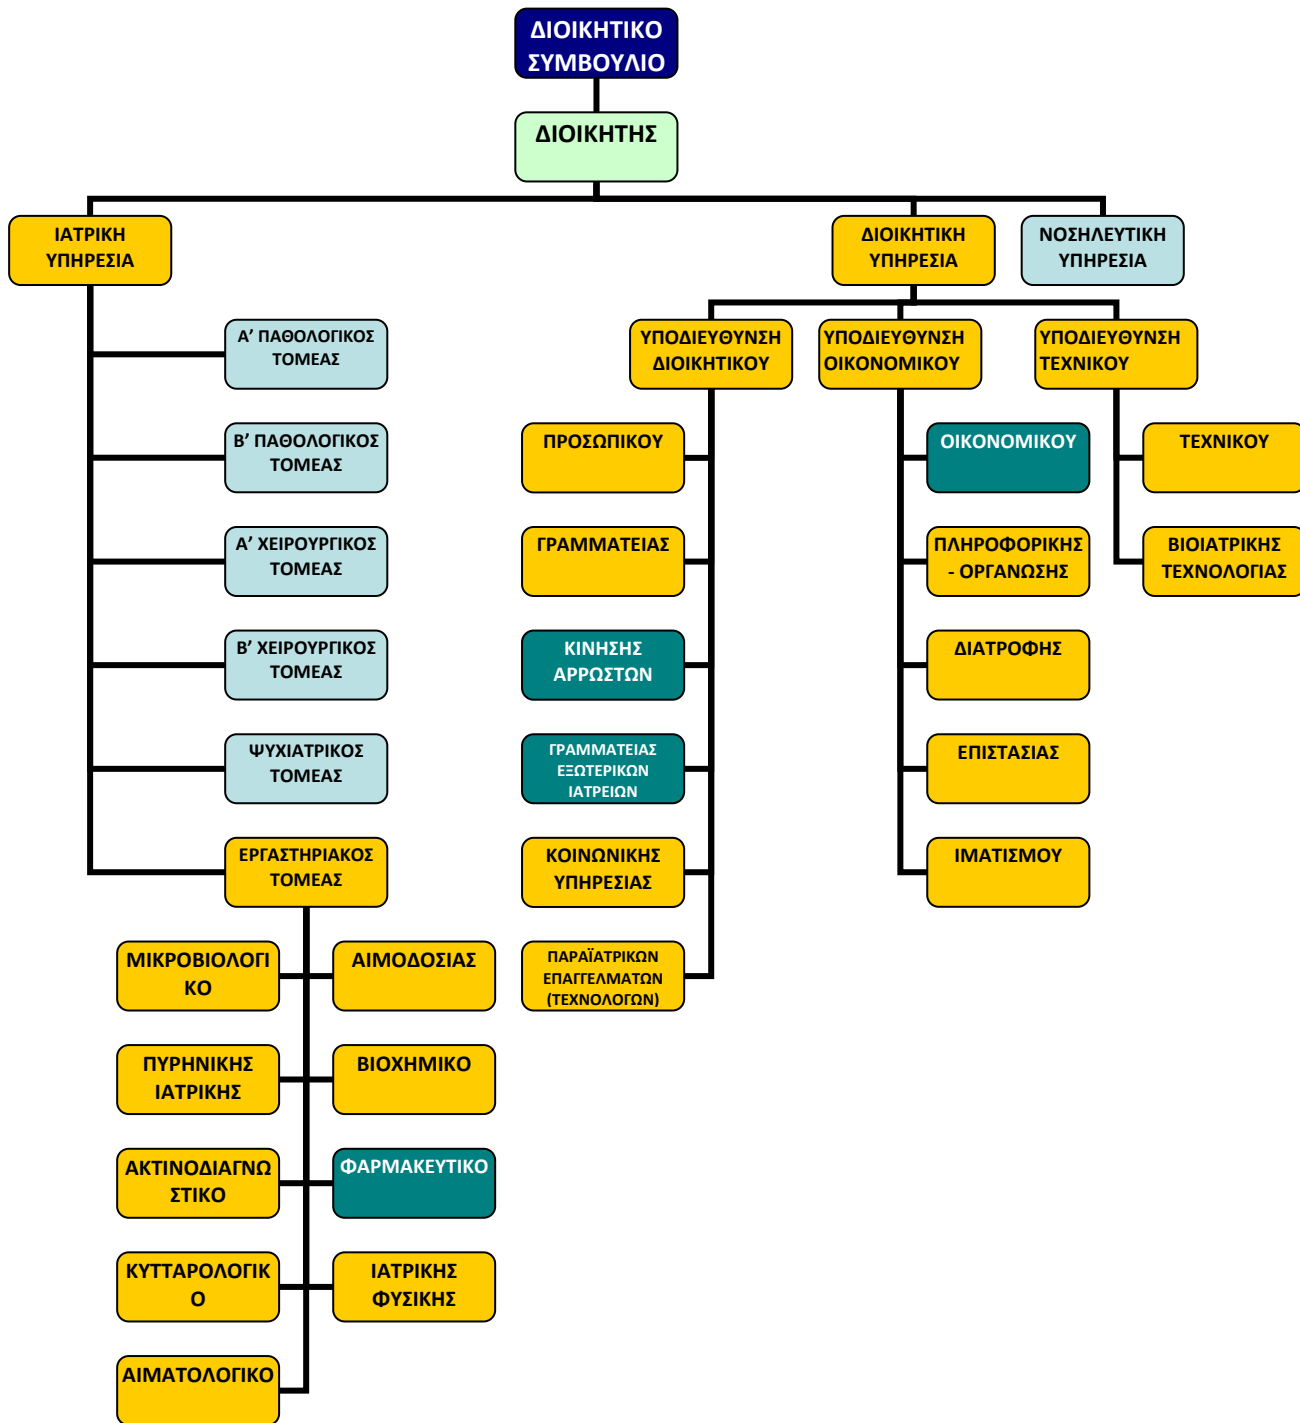 ΔΙΟΙΚΗΤΙΚΟ
ΣΥΜΒΟΥΛΙΟ
ΔΙΟΙΚΗΤΗΣ
ΙΑΤΡΙΚΗ
ΥΠΗΡΕΣΙΑ
ΔΙΟΙΚΗΤΙΚΗ
ΥΠΗΡΕΣΙΑ
ΝΟΣΗΛΕΥΤΙΚΗ
ΥΠΗΡΕΣΙΑ
Α’ ΠΑΘΟΛΟΓΙΚΟΣ
ΤΟΜΕΑΣ
Β’ ΠΑΘΟΛΟΓΙΚΟΣ
ΤΟΜΕΑΣ
Α’ ΧΕΙΡΟΥΡΓΙΚΟΣ
ΤΟΜΕΑΣ
Β’ ΧΕΙΡΟΥΡΓΙΚΟΣ
ΤΟΜΕΑΣ
ΨΥΧΙΑΤΡΙΚΟΣ
ΤΟΜΕΑΣ
ΕΡΓΑΣΤΗΡΙΑΚΟΣ
ΤΟΜΕΑΣ
ΜΙΚΡΟΒΙΟΛΟΓΙ
ΚΟ
ΑΙΜΟΔΟΣΙΑΣ
ΠΥΡΗΝΙΚΗΣ
ΙΑΤΡΙΚΗΣ
ΒΙΟΧΗΜΙΚΟ
ΑΚΤΙΝΟΔΙΑΓΝΩ
ΣΤΙΚΟ
ΦΑΡΜΑΚΕΥΤΙΚΟ
ΚΥΤΤΑΡΟΛΟΓΙΚ
Ο
ΙΑΤΡΙΚΗΣ
ΦΥΣΙΚΗΣ
ΑΙΜΑΤΟΛΟΓΙΚΟ
ΥΠΟΔΙΕΥΘΥΝΣΗ
ΔΙΟΙΚΗΤΙΚΟΥ
ΠΡΟΣΩΠΙΚΟΥ
ΓΡΑΜΜΑΤΕΙΑΣ
ΚΙΝΗΣΗΣ
ΑΡΡΩΣΤΩΝ
ΓΡΑΜΜΑΤΕΙΑΣ
ΕΞΩΤΕΡΙΚΩΝ
ΙΑΤΡΕΙΩΝ
ΚΟΙΝΩΝΙΚΗΣ
ΥΠΗΡΕΣΙΑΣ
ΠΑΡΑΪΑΤΡΙΚΩΝ
ΕΠΑΓΓΕΛΜΑΤΩΝ
(ΤΕΧΝΟΛΟΓΩΝ)
ΥΠΟΔΙΕΥΘΥΝΣΗ
ΟΙΚΟΝΟΜΙΚΟΥ
ΟΙΚΟΝΟΜΙΚΟΥ
ΠΛΗΡΟΦΟΡΙΚΗΣ
- ΟΡΓΑΝΩΣΗΣ
ΔΙΑΤΡΟΦΗΣ
ΕΠΙΣΤΑΣΙΑΣ
ΙΜΑΤΙΣΜΟΥ
ΥΠΟΔΙΕΥΘΥΝΣΗ
ΤΕΧΝΙΚΟΥ
ΤΕΧΝΙΚΟΥ
ΒΙΟΙΑΤΡΙΚΗΣ
ΤΕΧΝΟΛΟΓΙΑΣ